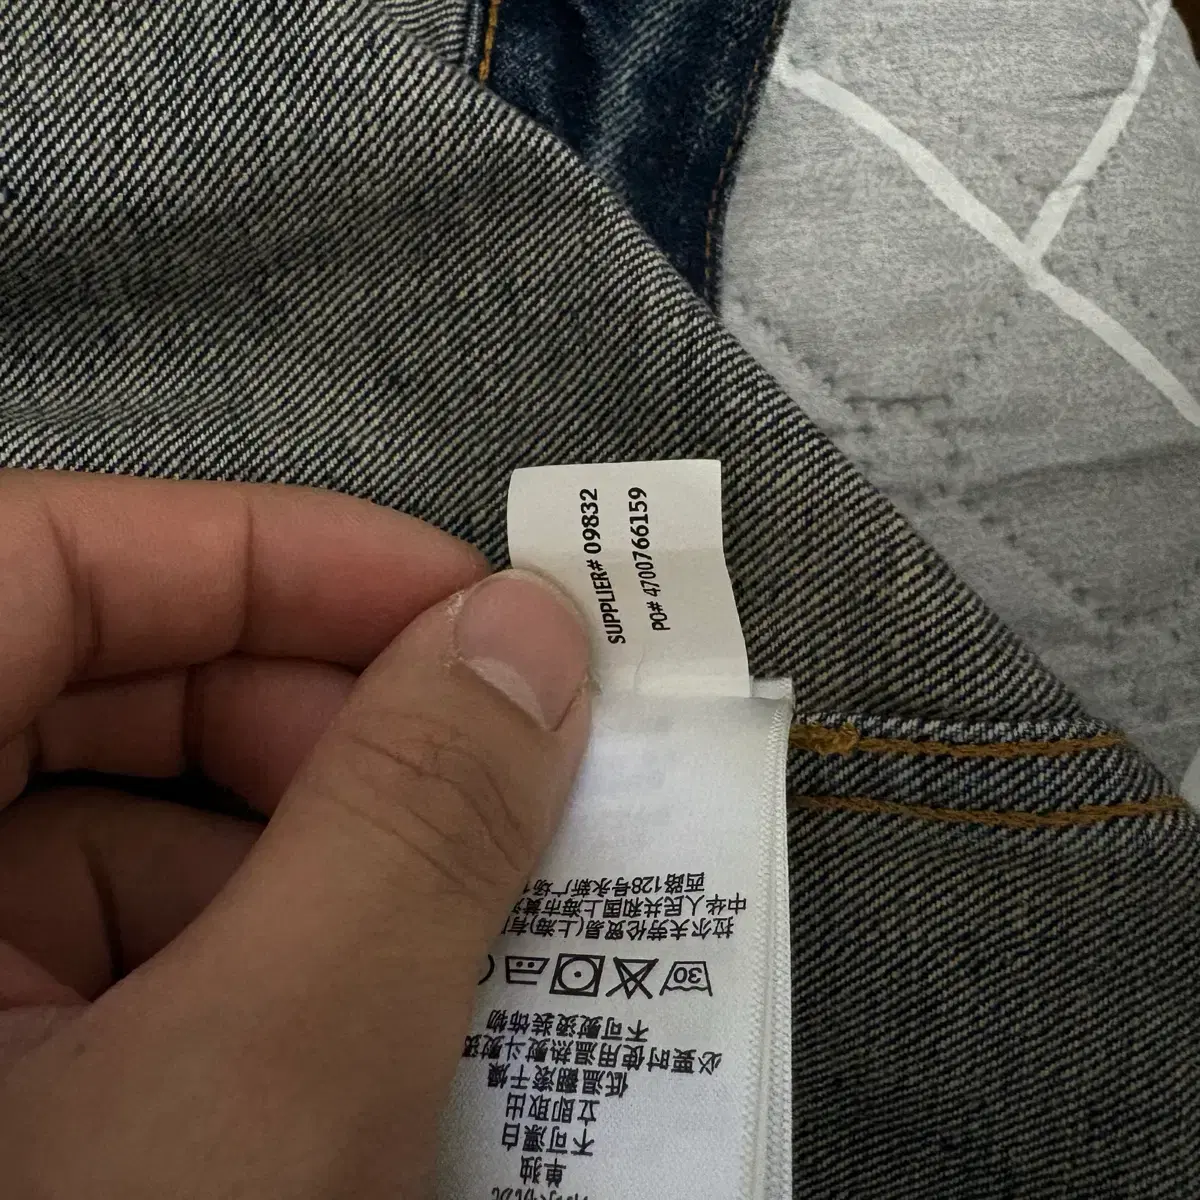 SUPPLIER# 09832
PO# 4700766159
单独
不可漂白
立即取出
低温翻滚干燥
必要时使用温热熨斗熨烫
不可熨烫装饰物
30
拉尔夫劳伦贸易(上海)有
中华人民共和国上海市黄
西路128号永新广场1